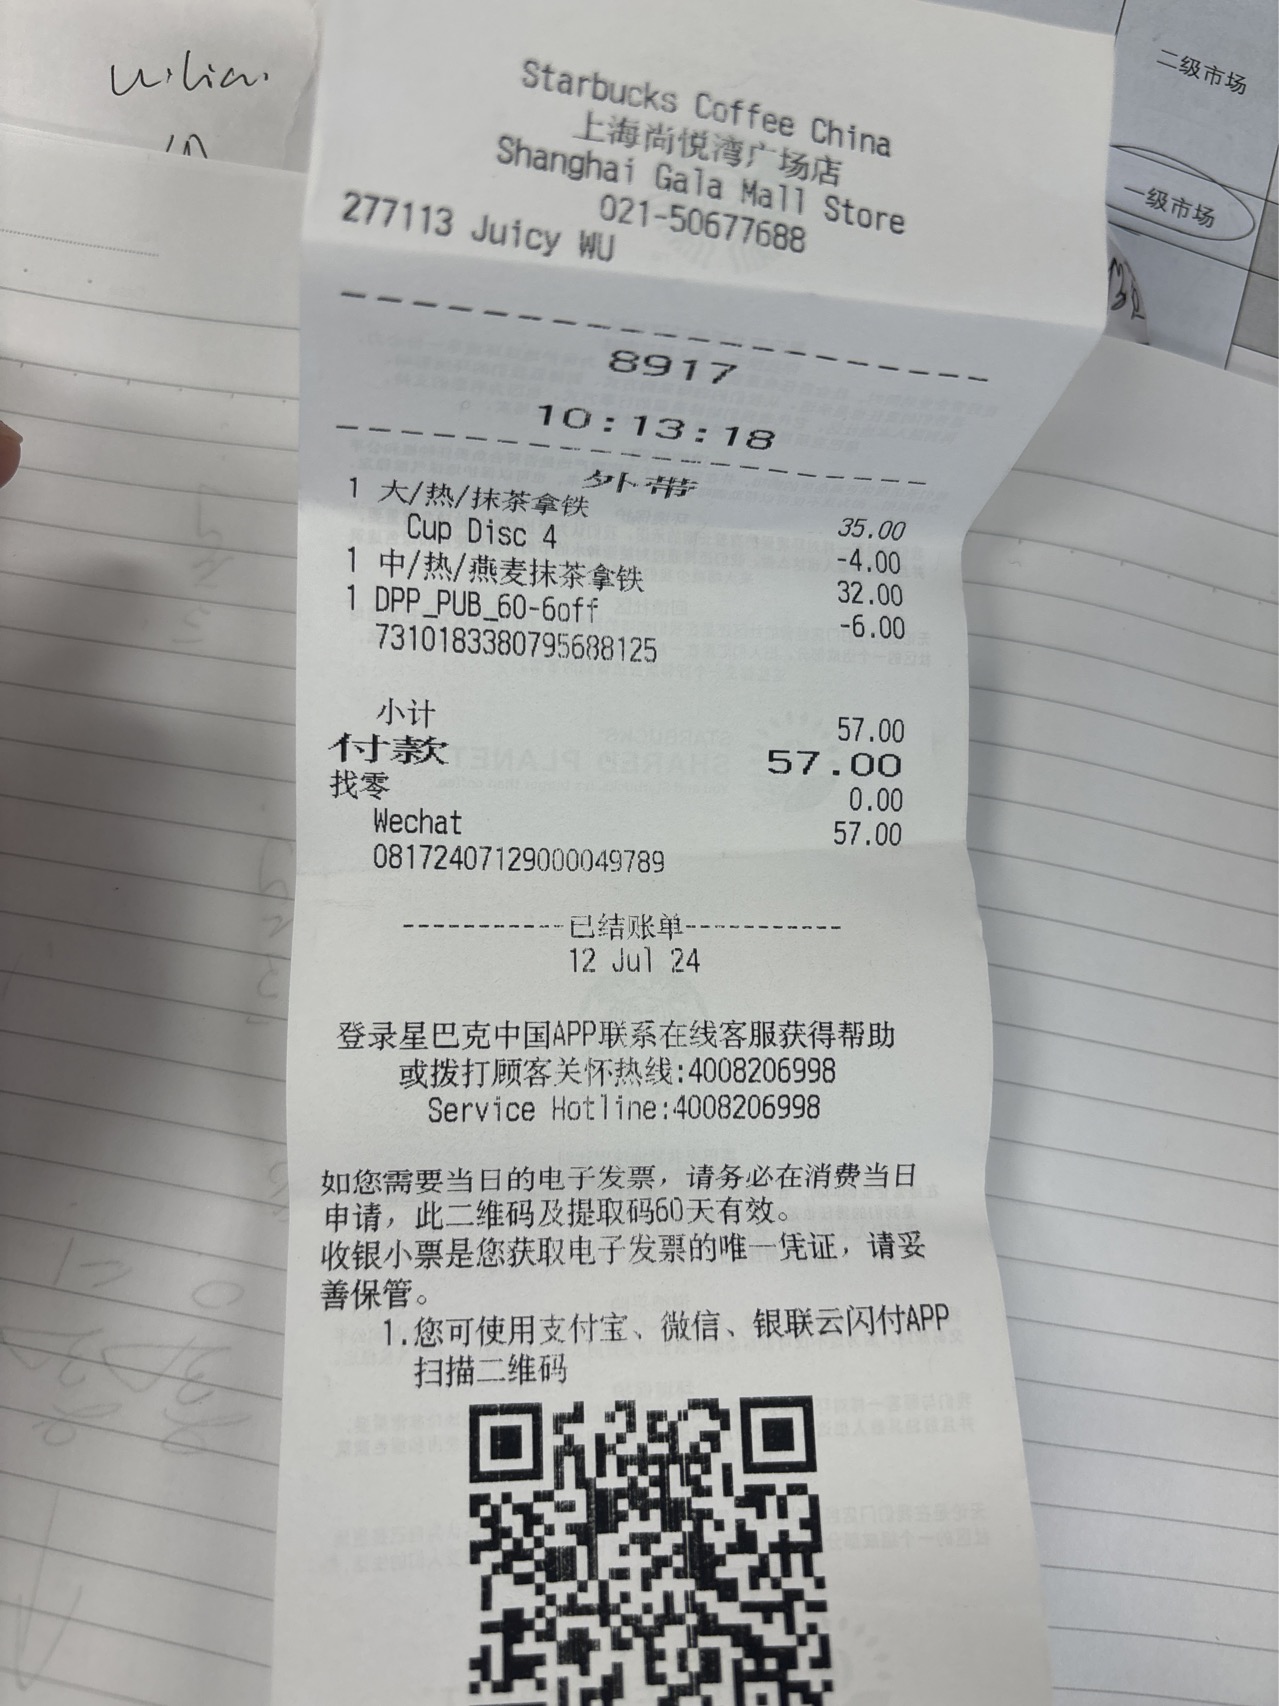 二级市场
一级市场
Starbucks Coffee China
上海尚悦湾广场店
Shanghai Gala Mall Store
021-50677688
277113 Juicy WU
8917
10:13:18
外带
1 大/热/抹茶拿铁 35.00
Cup Disc 4 -4.00
1 中/热/燕麦抹茶拿铁 32.00
1 DPP_PUB_60-6off -6.00
7310183380795688125
小计 57.00
付款 57.00
找零 0.00
Wechat 57.00
08172407129000049789
-----------已结账单-----------
12 Jul 24
登录星巴克中国APP联系在线客服获得帮助
或拨打顾客关怀热线:4008206998
Service Hotline:4008206998
如您需要当日的电子发票，请务必在消费当日
申请，此二维码及提取码60天有效。
收银小票是您获取电子发票的唯一凭证，请妥
善保管。
1.您可使用支付宝、微信、银联云闪付APP
扫描二维码